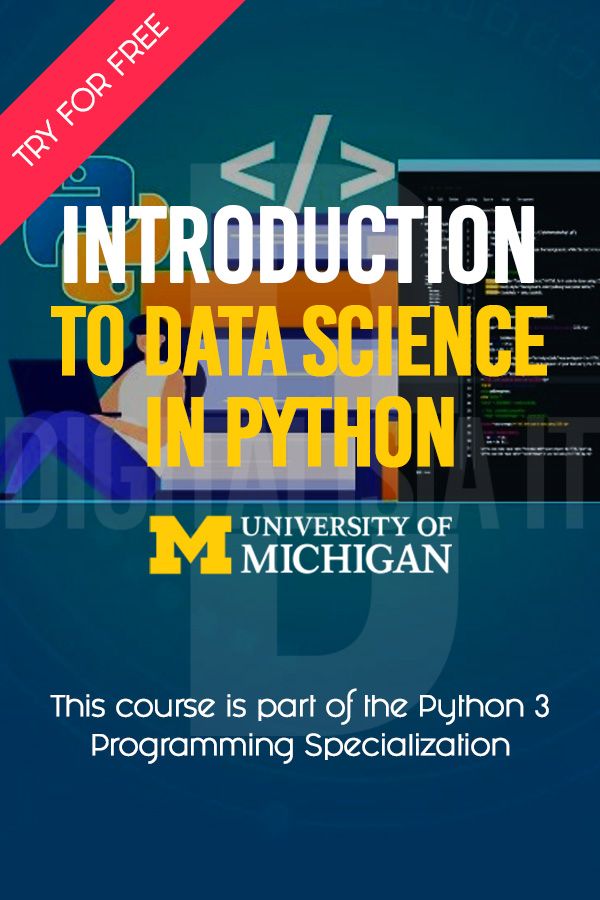 TRY FOR FREE
</>
INTRODUCTION
TO DATA SCIENCE
IN PYTHON
M UNIVERSITY OF
MICHIGAN
This course is part of the Python 3
Programming Specialization